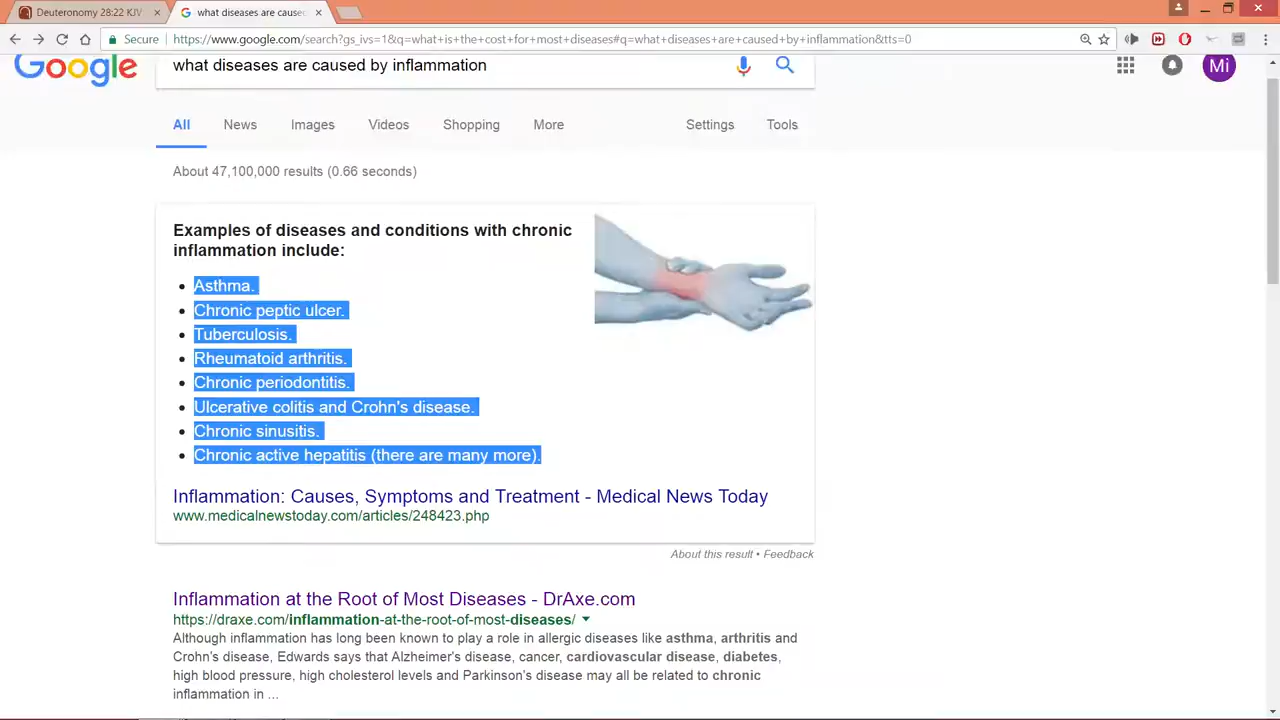 Deuteronomy 28:22 KJV
what diseases are cause
Secure
https://www.google.com/search?gs_ivs=1&q=what+is+the+cost+for+most+diseases#q=what+diseases+are+caused+by+inflammation&tts=0
Google
what diseases are caused by inflammation
Mi
All News Images Videos Shopping More Settings Tools
About 47,100,000 results (0.66 seconds)
Examples of diseases and conditions with chronic
inflammation include:
• Asthma.
• Chronic peptic ulcer.
• Tuberculosis.
• Rheumatoid arthritis.
• Chronic periodontitis.
• Ulcerative colitis and Crohn's disease.
• Chronic sinusitis.
• Chronic active hepatitis (there are many more).
Inflammation: Causes, Symptoms and Treatment - Medical News Today
www.medicalnewstoday.com/articles/248423.php
About this result • Feedback
Inflammation at the Root of Most Diseases - DrAxe.com
https://draxe.com/inflammation-at-the-root-of-most-diseases/
Although inflammation has long been known to play a role in allergic diseases like asthma, arthritis and
Crohn's disease, Edwards says that Alzheimer's disease, cancer, cardiovascular disease, diabetes,
high blood pressure, high cholesterol levels and Parkinson's disease may all be related to chronic
inflammation in ...